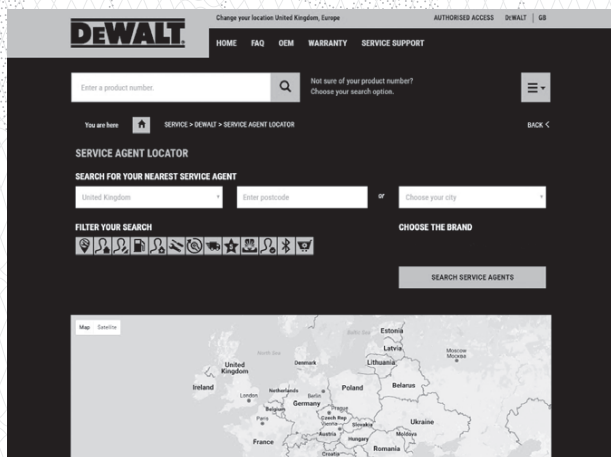 DEWALT
Change your location United Kingdom, Europe
AUTHORISED ACCESS DEWALT | GB
HOME FAQ OEM WARRANTY SERVICE SUPPORT
Enter a product number.
Not sure of your product number?
Choose your search option.
You are here SERVICE > DEWALT > SERVICE AGENT LOCATOR BACK <
SERVICE AGENT LOCATOR
SEARCH FOR YOUR NEAREST SERVICE AGENT
United Kingdom Enter postcode or Choose your city
FILTER YOUR SEARCH CHOOSE THE BRAND
SEARCH SERVICE AGENTS
Map Satellite
Baltic Sea
Estonia
Latvia
Moscow
Москва
North Sea
Denmark
Lithuania
United
Kingdom
Ireland
London
Netherlands
Berlin
Poland
Belarus
Belgium
Germany
Prague
Paris
Czech Rep
Ukraine
Vienna
Slovakia
Austria
Moldova
France
Hungary
Romania
Croatia